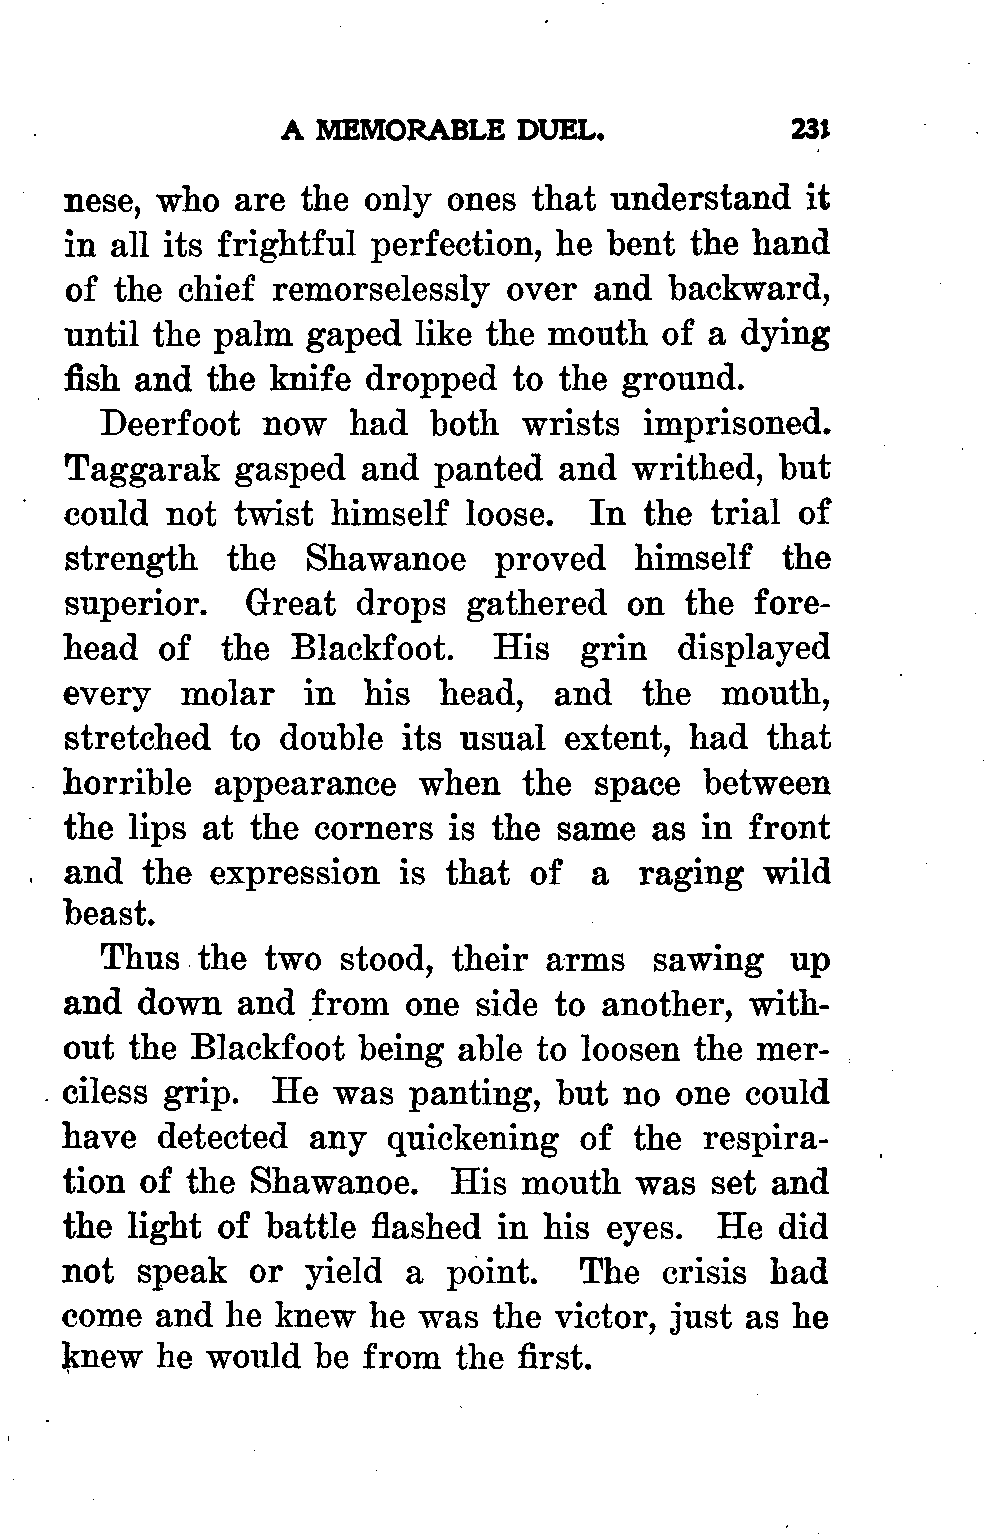 A MEMORABLE DUEL. 231
nese, who are the only ones that understand it
in all its frightful perfection, he bent the hand
of the chief remorselessly over and backward,
until the palm gaped like the mouth of a dying
fish and the knife dropped to the ground.
Deerfoot now had both wrists imprisoned.
Taggarak gasped and panted and writhed, but
could not twist himself loose. In the trial of
strength the Shawanoe proved himself the
superior. Great drops gathered on the fore-
head of the Blackfoot. His grin displayed
every molar in his head, and the mouth,
stretched to double its usual extent, had that
horrible appearance when the space between
the lips at the corners is the same as in front
and the expression is that of a raging wild
beast.
Thus the two stood, their arms sawing up
and down and from one side to another, with-
out the Blackfoot being able to loosen the mer-
ciless grip. He was panting, but no one could
have detected any quickening of the respira-
tion of the Shawanoe. His mouth was set and
the light of battle flashed in his eyes. He did
not speak or yield a point. The crisis had
come and he knew he was the victor, just as he
knew he would be from the first.